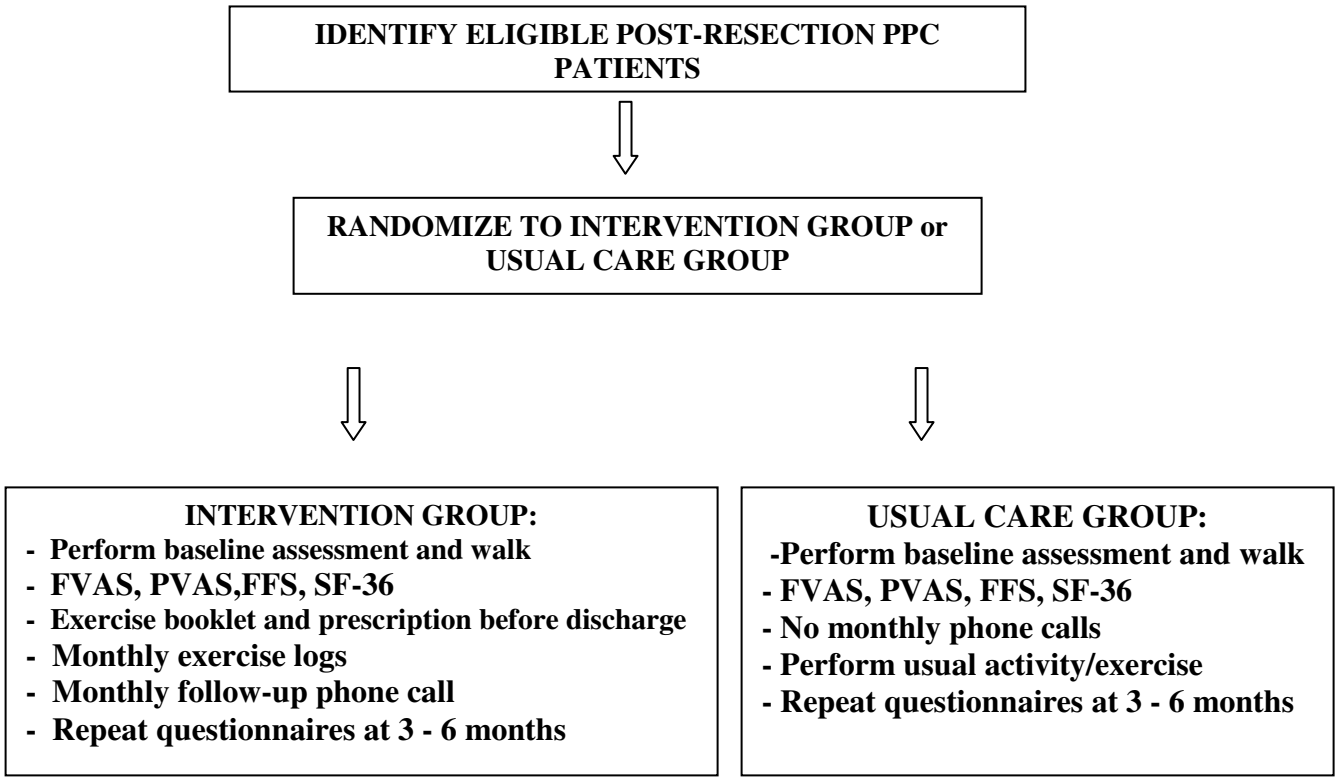 IDENTIFY ELIGIBLE POST-RESECTION PPC
PATIENTS
RANDOMIZE TO INTERVENTION GROUP or
USUAL CARE GROUP
INTERVENTION GROUP:
- Perform baseline assessment and walk
- FVAS, PVAS,FFS, SF-36
- Exercise booklet and prescription before discharge
- Monthly exercise logs
- Monthly follow-up phone call
- Repeat questionnaires at 3 - 6 months
USUAL CARE GROUP:
-Perform baseline assessment and walk
- FVAS, PVAS, FFS, SF-36
- No monthly phone calls
- Perform usual activity/exercise
- Repeat questionnaires at 3 - 6 months